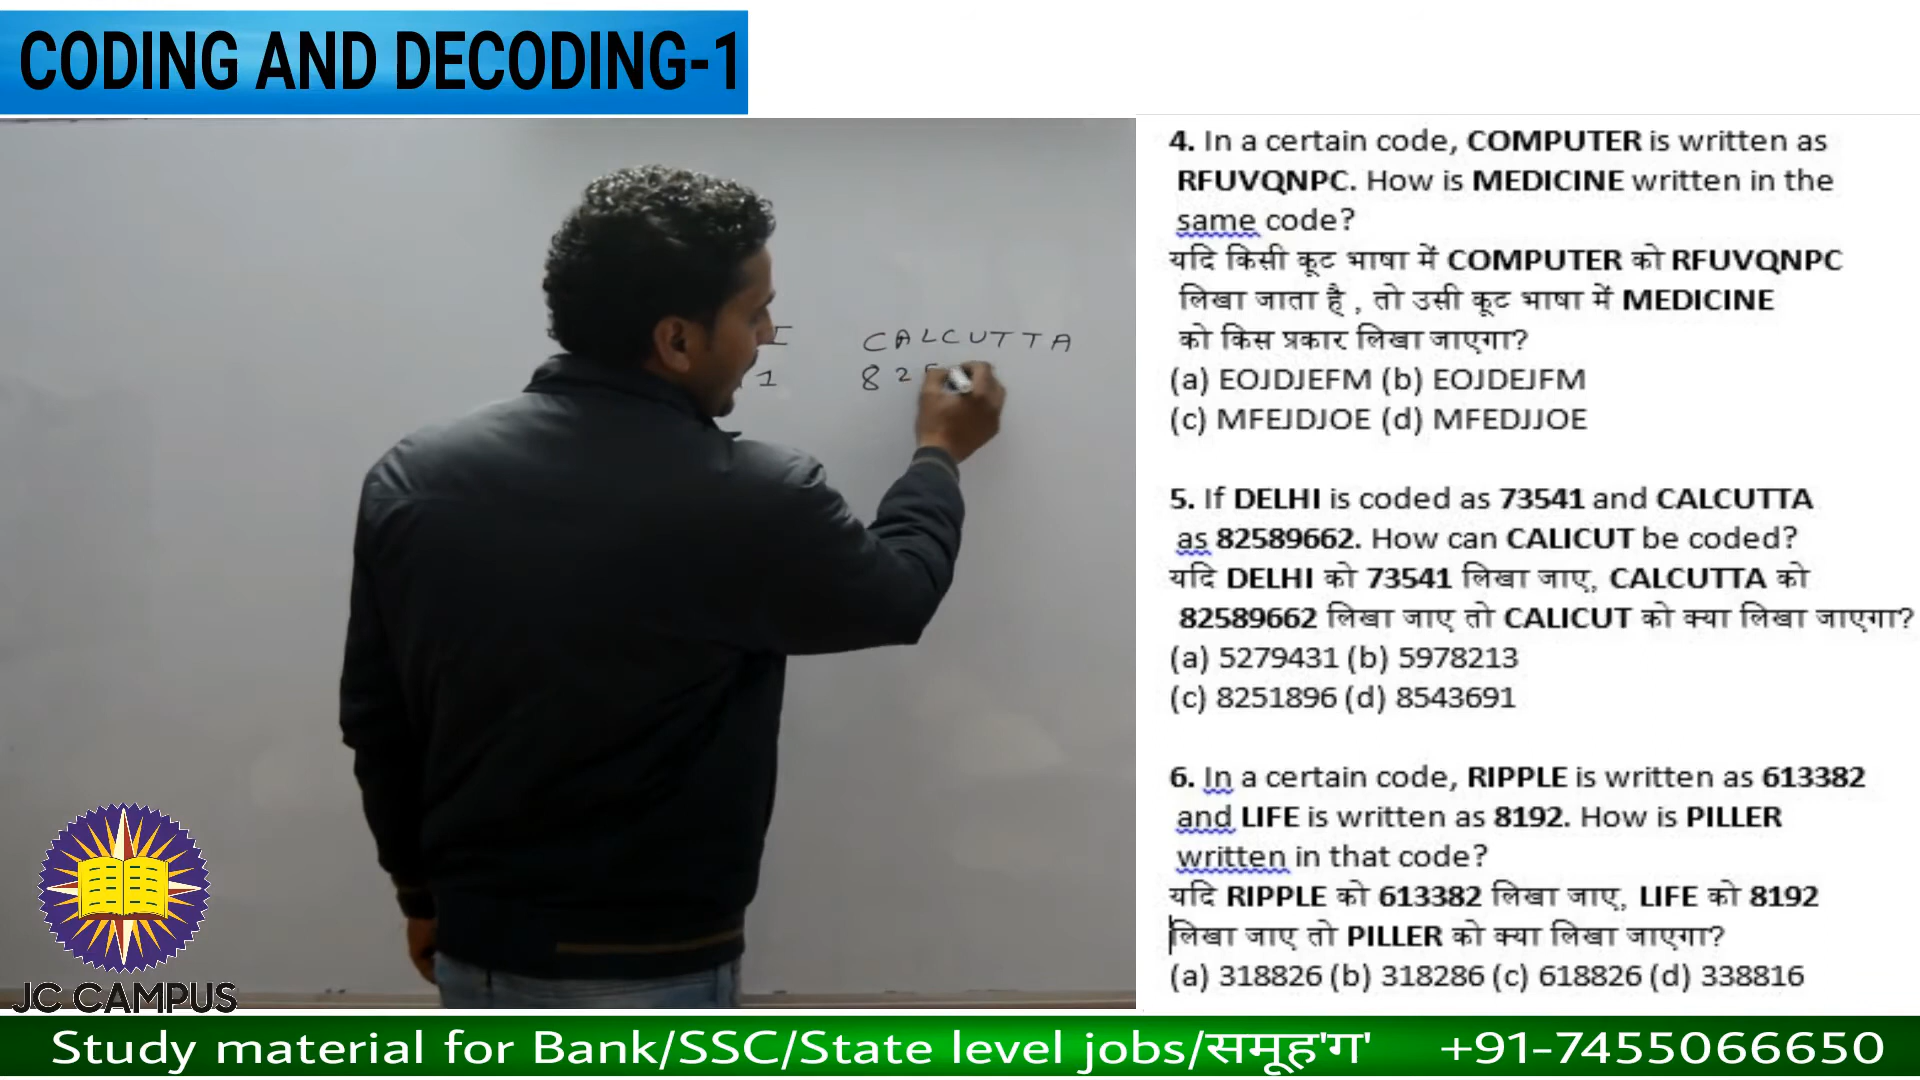 CODING AND DECODING-1
I CALCUTTA
1 82
4. In a certain code, COMPUTER is written as
RFUVQNPC. How is MEDICINE written in the
same code?
यदि किसी कूट भाषा में COMPUTER को RFUVQNPC
लिखा जाता है , तो उसी कूट भाषा में MEDICINE
को किस प्रकार लिखा जाएगा?
(a) EOJDJEFM (b) EOJDEJFM
(c) MFEJDJOE (d) MFEDJJOE
5. If DELHI is coded as 73541 and CALCUTTA
as 82589662. How can CALICUT be coded?
यदि DELHI को 73541 लिखा जाए, CALCUTTA को
82589662 लिखा जाए तो CALICUT को क्या लिखा जाएगा?
(a) 5279431 (b) 5978213
(c) 8251896 (d) 8543691
6. In a certain code, RIPPLE is written as 613382
and LIFE is written as 8192. How is PILLER
written in that code?
यदि RIPPLE को 613382 लिखा जाए, LIFE को 8192
लिखा जाए तो PILLER को क्या लिखा जाएगा?
(a) 318826 (b) 318286 (c) 618826 (d) 338816
JC CAMPUS
Study material for Bank/SSC/State level jobs/समूह'ग' +91-7455066650